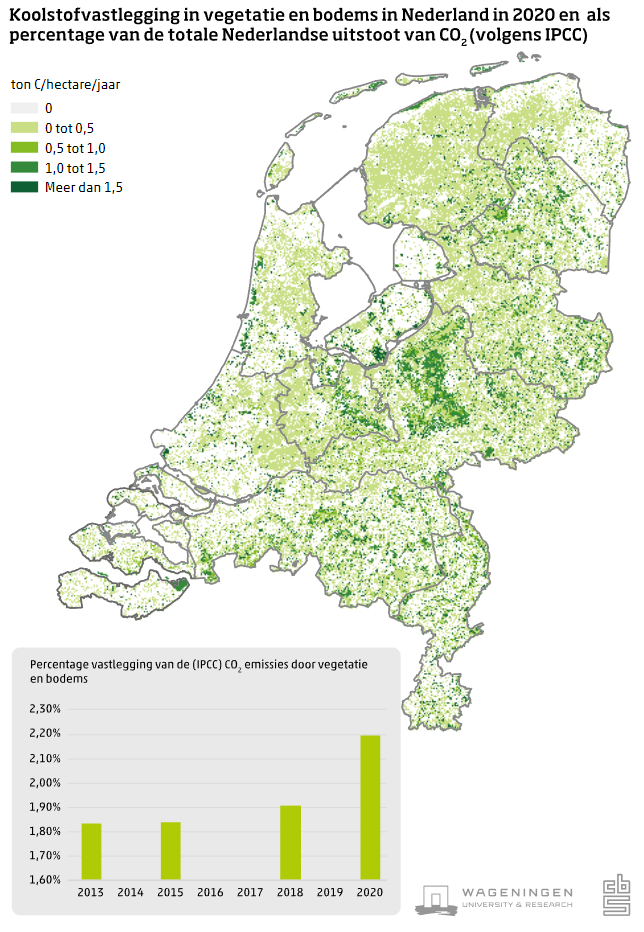 Koolstofvastlegging in vegetatie en bodems in Nederland in 2020 en als
percentage van de totale Nederlandse uitstoot van CO₂ (volgens IPCC)
ton C/hectare/jaar
0
0 tot 0,5
0,5 tot 1,0
1,0 tot 1,5
Meer dan 1,5
Percentage vastlegging van de (IPCC) CO₂ emissies door vegetatie
en bodems
2,30%
2,20%
2,10%
2,00%
1,90%
1,80%
1,70%
1,60%
2013 2014 2015 2016 2017 2018 2019 2020
WAGENINGEN
UNIVERSITY & RESEARCH
cbs